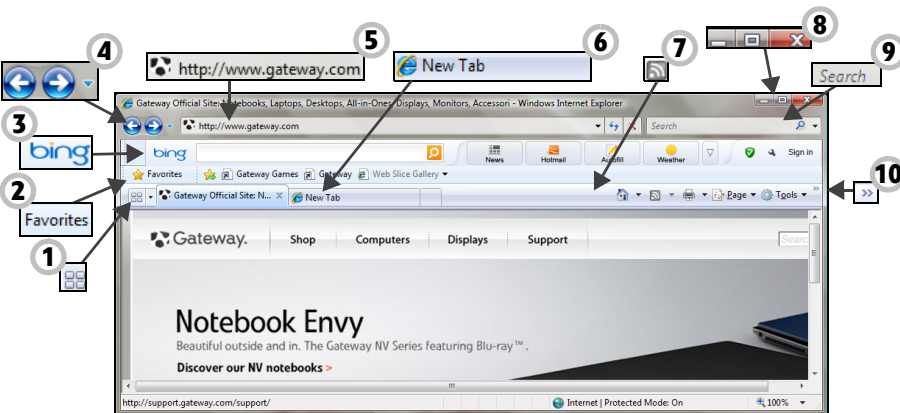 4
5
6
7
8
9
http://www.gateway.com
New Tab
Search
Gateway Official Site: Notebooks, Laptops, Desktops, All-in-Ones, Displays, Monitors, Accessori - Windows Internet Explorer
http://www.gateway.com
Search
3
bing
bing
News
Hotmail
Autofill
Weather
Sign in
2
Favorites
Favorites
Gateway Games
Gateway
Web Slice Gallery
10
Gateway Official Site: N...
New Tab
Page
Tools
1
Gateway.
Shop
Computers
Displays
Support
Searc
Notebook Envy
Beautiful outside and in. The Gateway NV Series featuring Blu-ray™.
Discover our NV notebooks >
http://support.gateway.com/support/
Internet | Protected Mode: On
100%